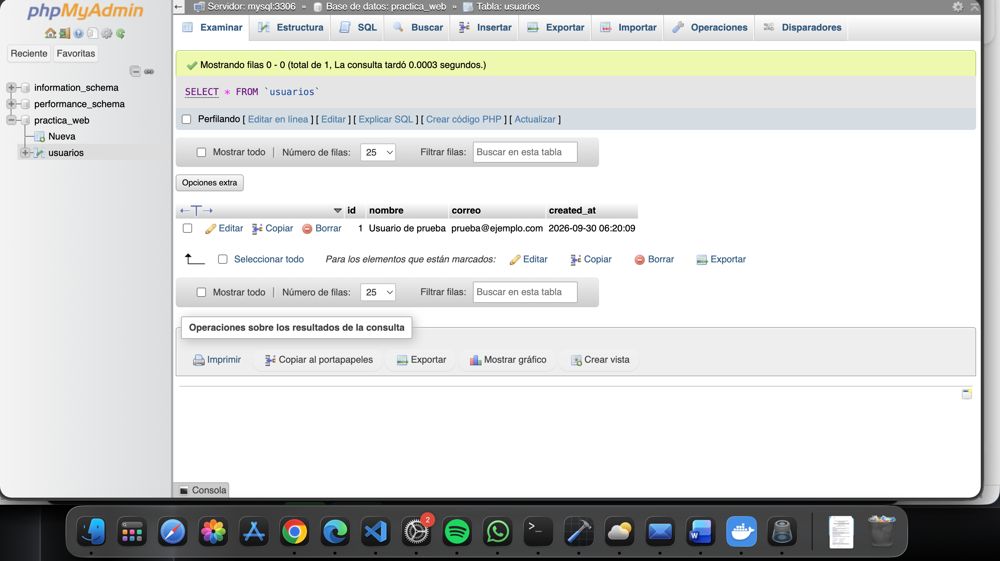 phpMyAdmin
Reciente Favoritas
information_schema
performance_schema
practica_web
Nueva
usuarios
Servidor: mysql:3306 » Base de datos: practica_web » Tabla: usuarios
Examinar Estructura SQL Buscar Insertar Exportar Importar Operaciones Disparadores
Mostrando filas 0 - 0 (total de 1, La consulta tardó 0.0003 segundos.)
SELECT * FROM `usuarios`
Perfilando [ Editar en línea ] [ Editar ] [ Explicar SQL ] [ Crear código PHP ] [ Actualizar ]
Mostrar todo | Número de filas: 25 Filtrar filas: Buscar en esta tabla
Opciones extra
←T→ id nombre correo created_at
Editar Copiar Borrar 1 Usuario de prueba prueba@ejemplo.com 2026-09-30 06:20:09
Seleccionar todo Para los elementos que están marcados: Editar Copiar Borrar Exportar
Mostrar todo | Número de filas: 25 Filtrar filas: Buscar en esta tabla
Operaciones sobre los resultados de la consulta
Imprimir Copiar al portapapeles Exportar Mostrar gráfico Crear vista
Consola
2
>_
W